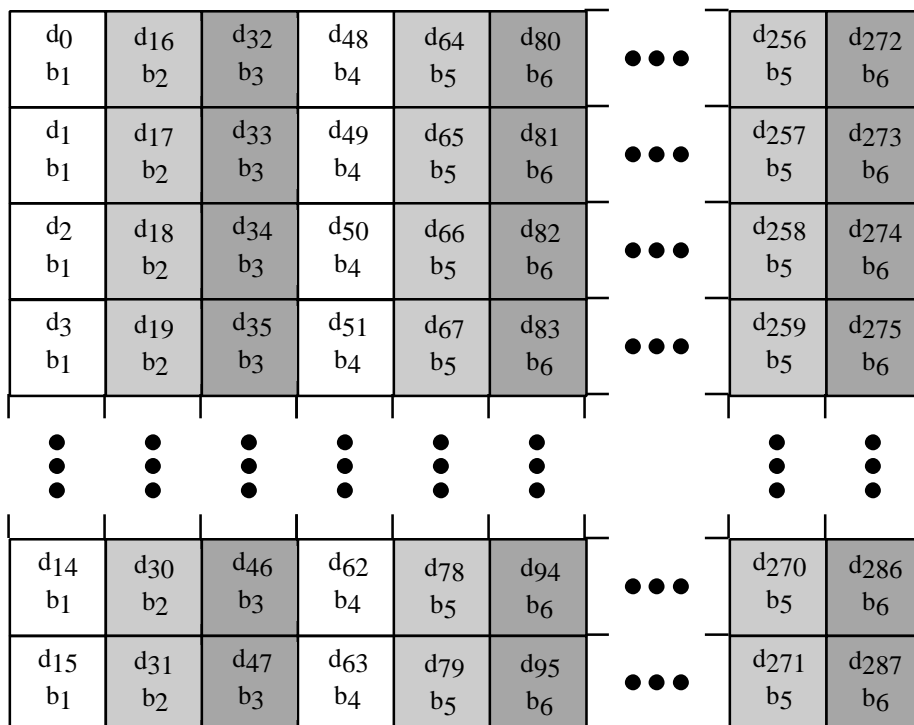 d0 d16 d32 d48 d64 d80 d256 d272
b1 b2 b3 b4 b5 b6 b5 b6
d1 d17 d33 d49 d65 d81 d257 d273
b1 b2 b3 b4 b5 b6 b5 b6
d2 d18 d34 d50 d66 d82 d258 d274
b1 b2 b3 b4 b5 b6 b5 b6
d3 d19 d35 d51 d67 d83 d259 d275
b1 b2 b3 b4 b5 b6 b5 b6
d14 d30 d46 d62 d78 d94 d270 d286
b1 b2 b3 b4 b5 b6 b5 b6
d15 d31 d47 d63 d79 d95 d271 d287
b1 b2 b3 b4 b5 b6 b5 b6